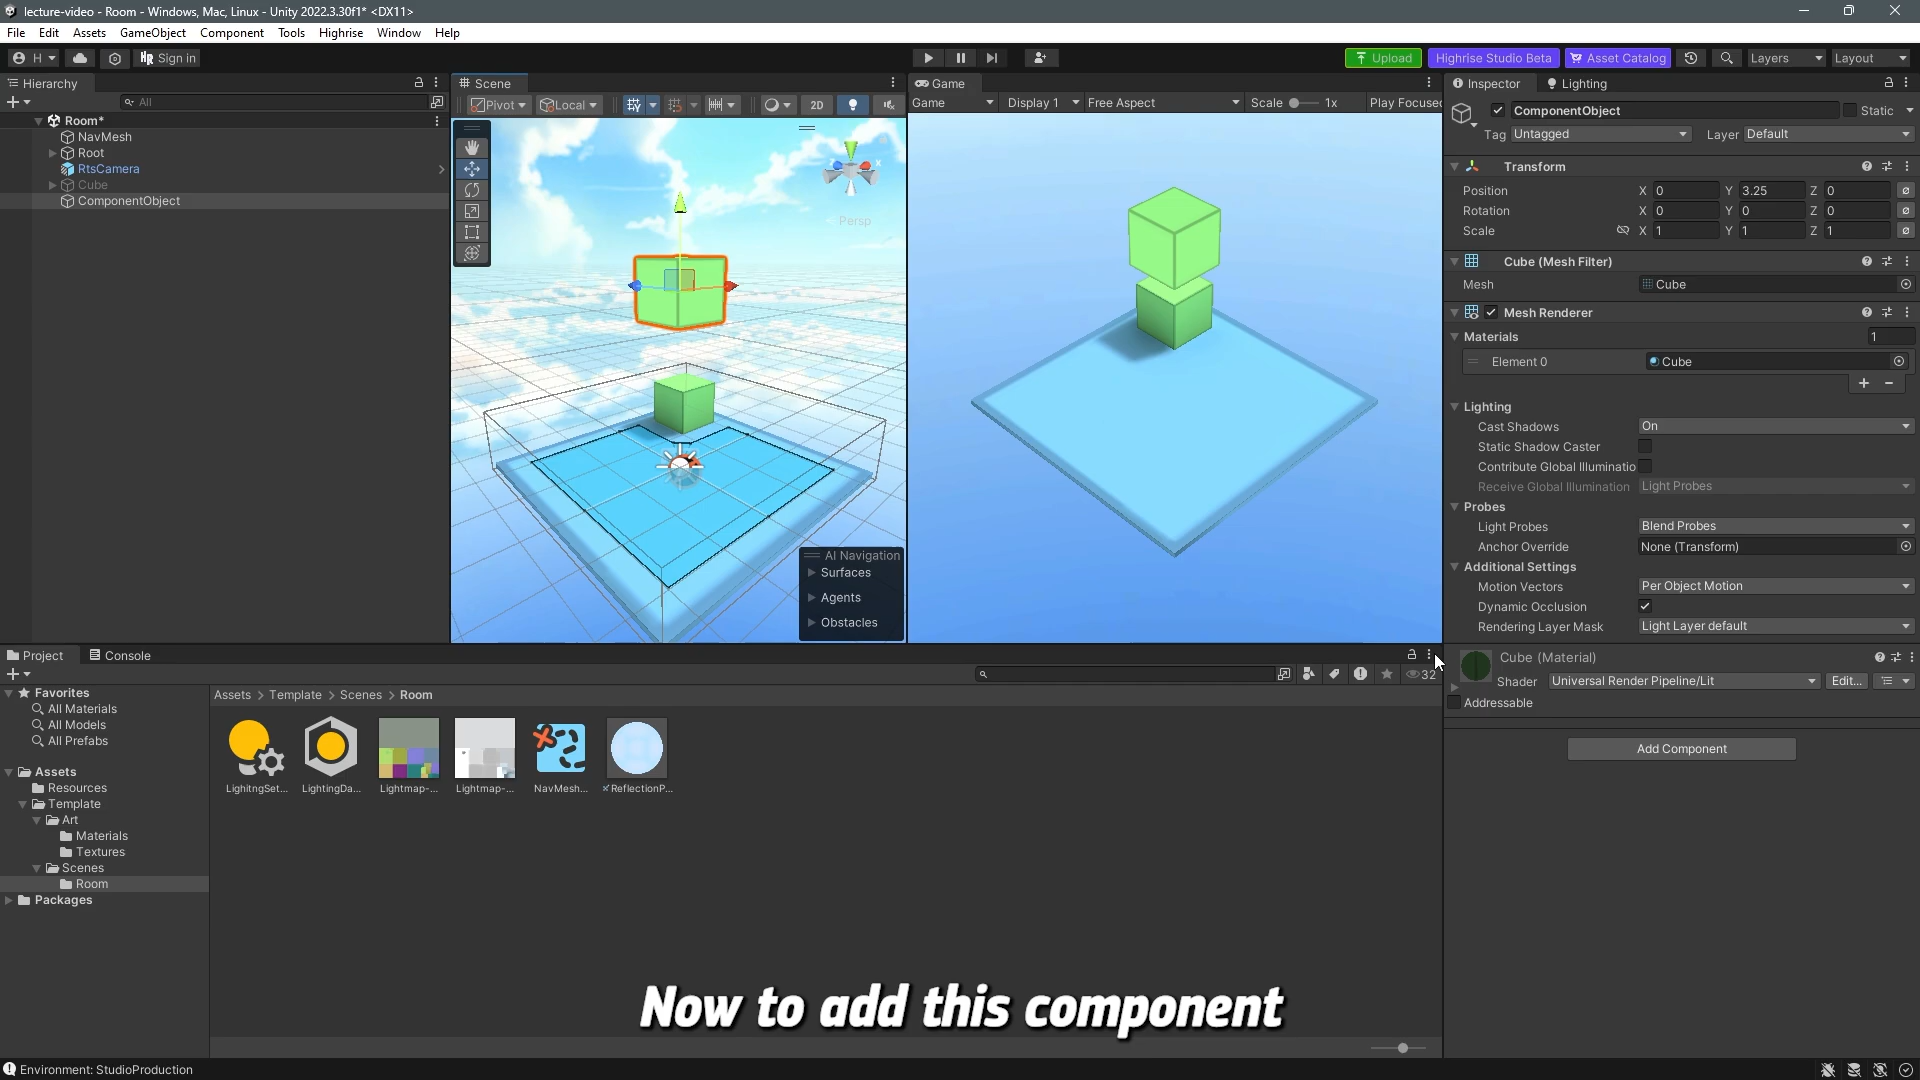 lecture-video - Room - Windows, Mac, Linux - Unity 2022.3.30f1* <DX11>
File Edit Assets GameObject Component Tools Highrise Window Help
H Sign in Upload Highrise Studio Beta Asset Catalog Layers Layout
Hierarchy
All
Room*
NavMesh
Root
RtsCamera
Cube
ComponentObject
Scene
Pivot Local 2D
Persp
AI Navigation
Surfaces
Agents
Obstacles
Game
Game Display 1 Free Aspect Scale 1x Play Focused
Inspector Lighting
ComponentObject Static
Tag Untagged Layer Default
Transform
Position X 0 Y 3.25 Z 0
Rotation X 0 Y 0 Z 0
Scale X 1 Y 1 Z 1
Cube (Mesh Filter)
Mesh Cube
Mesh Renderer
Materials 1
Element 0 Cube
Lighting
Cast Shadows On
Static Shadow Caster
Contribute Global Illuminatio
Receive Global Illumination Light Probes
Probes
Light Probes Blend Probes
Anchor Override None (Transform)
Additional Settings
Motion Vectors Per Object Motion
Dynamic Occlusion
Rendering Layer Mask Light Layer default
Cube (Material)
Shader Universal Render Pipeline/Lit Edit...
Addressable
Add Component
Project Console
32
Favorites
All Materials
All Models
All Prefabs
Assets
Resources
Template
Art
Materials
Textures
Scenes
Room
Packages
Assets > Template > Scenes > Room
LighitngSet... LightingDa... Lightmap-... Lightmap-... NavMesh... ReflectionP...
Now to add this component
Environment: StudioProduction